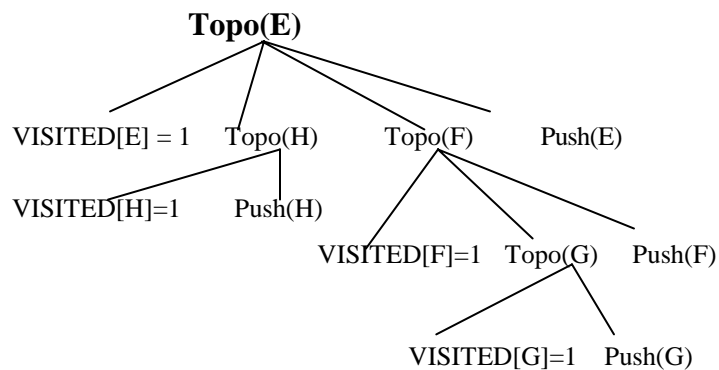 Topo(E)
VISITED[E] = 1 Topo(H) Topo(F) Push(E)
VISITED[H]=1 Push(H)
VISITED[F]=1 Topo(G) Push(F)
VISITED[G]=1 Push(G)